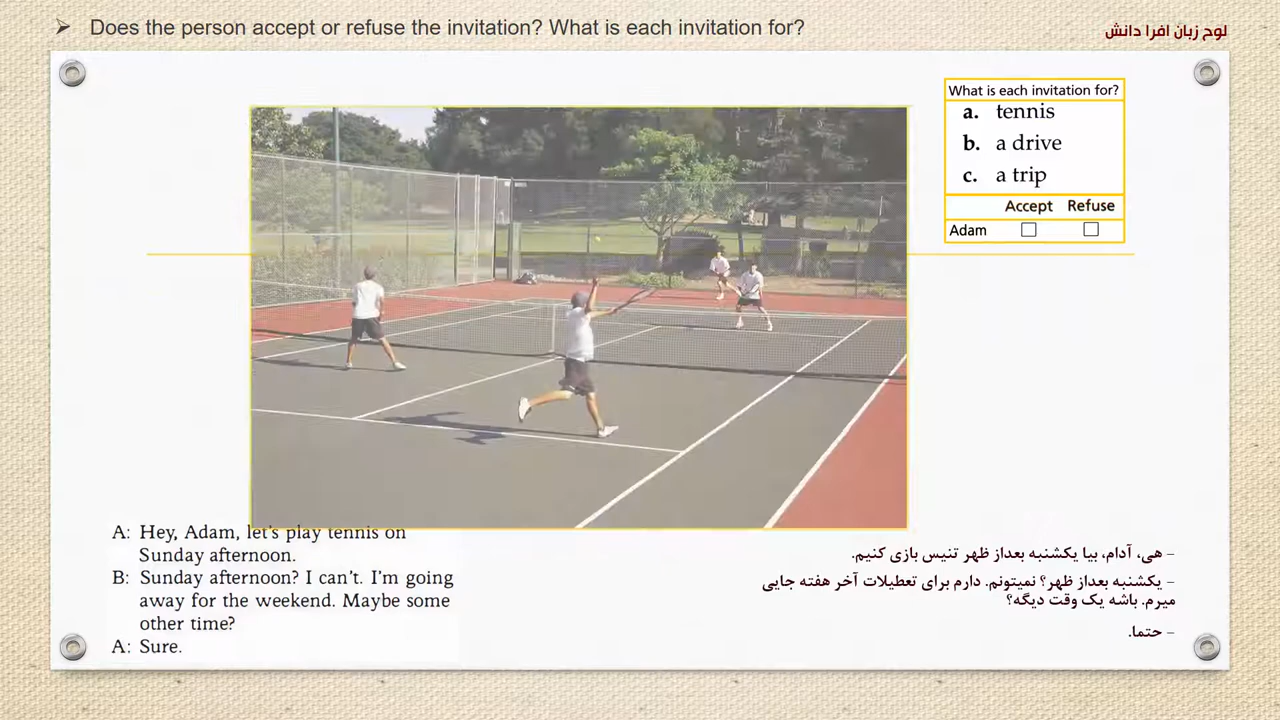 ➢ Does the person accept or refuse the invitation? What is each invitation for?
لوح زبان افرا دانش
What is each invitation for?
a. tennis
b. a drive
c. a trip
Accept Refuse
Adam □ □
A: Hey, Adam, let's play tennis on
Sunday afternoon.
B: Sunday afternoon? I can't. I'm going
away for the weekend. Maybe some
other time?
A: Sure.
– هی، آدام، بیا یکشنبه بعداز ظهر تنیس بازی کنیم.
– یکشنبه بعداز ظهر؟ نمیتونم. دارم برای تعطیلات آخر هفته جایی
میرم. باشه یک وقت دیگه؟
– حتما.